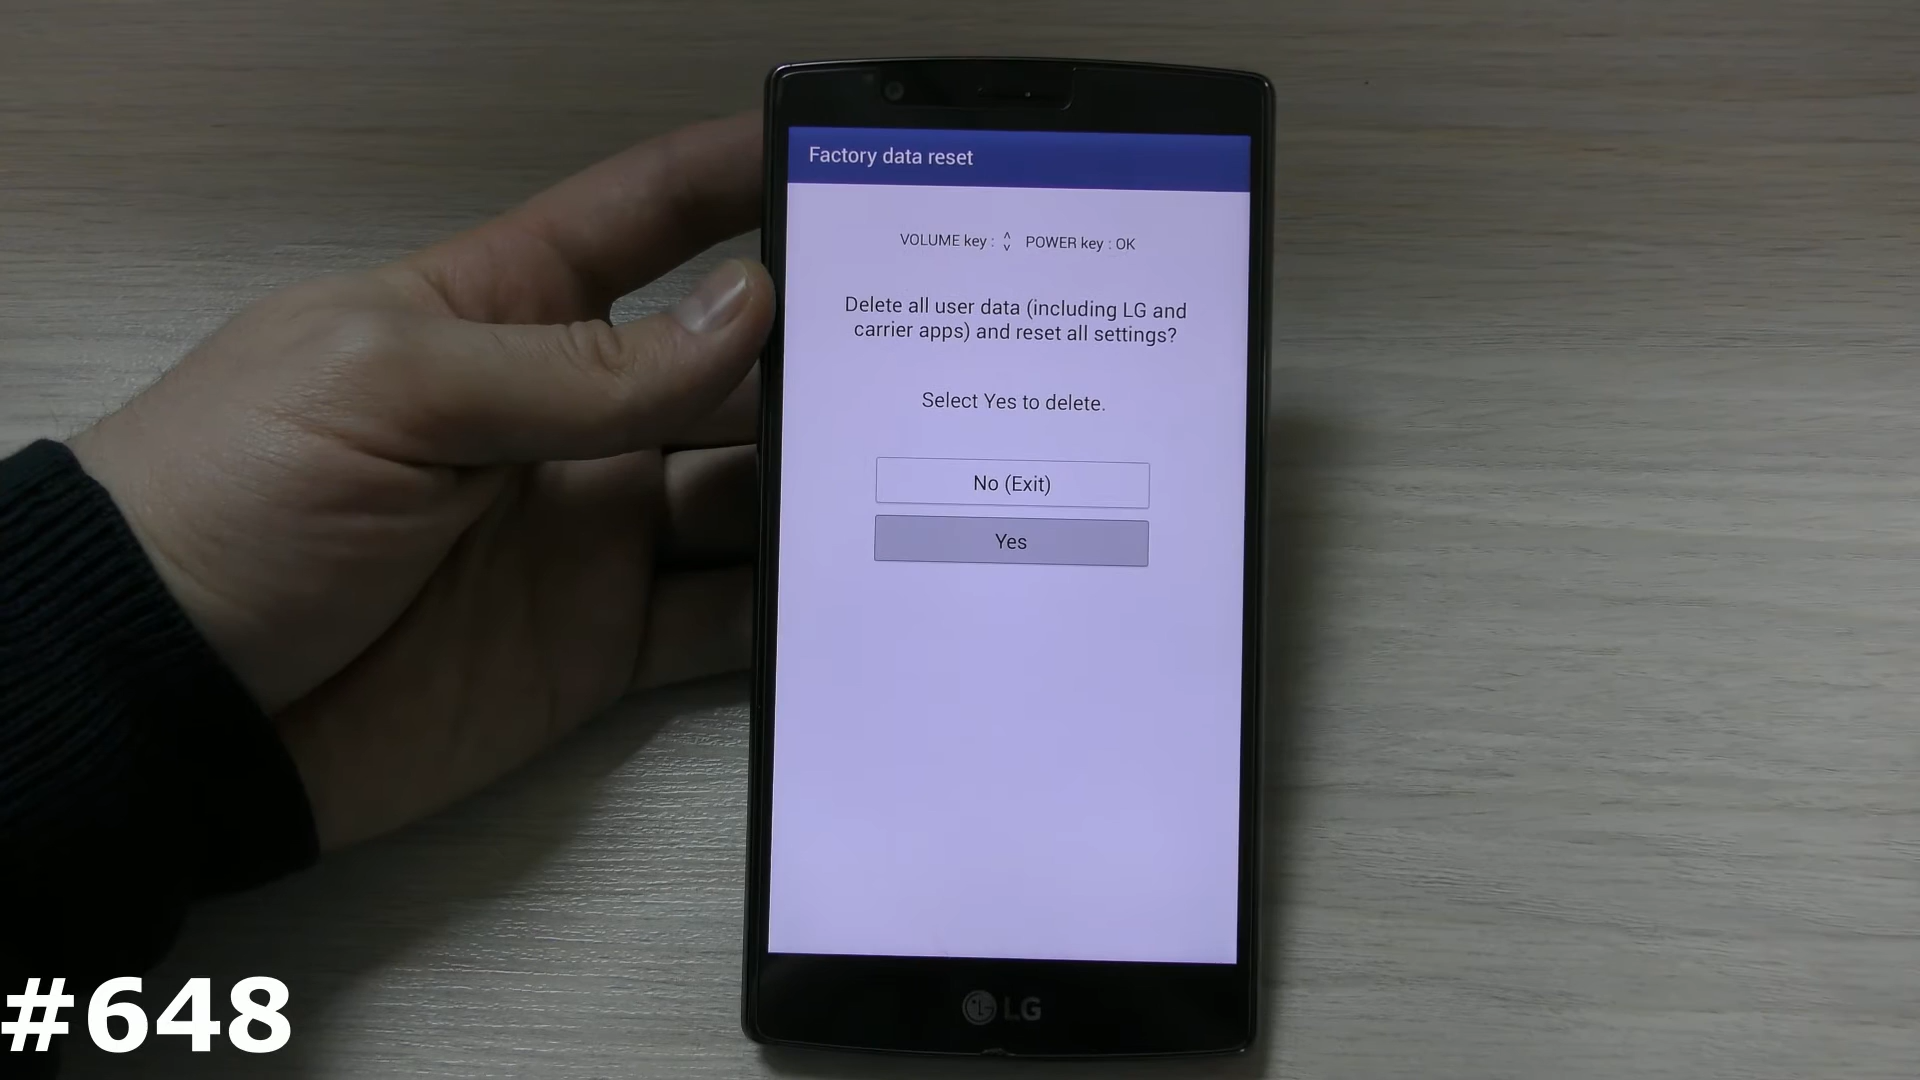 Factory data reset
VOLUME key : POWER key : OK
Delete all user data (including LG and
carrier apps) and reset all settings?
Select Yes to delete.
No (Exit)
Yes
LG
#648